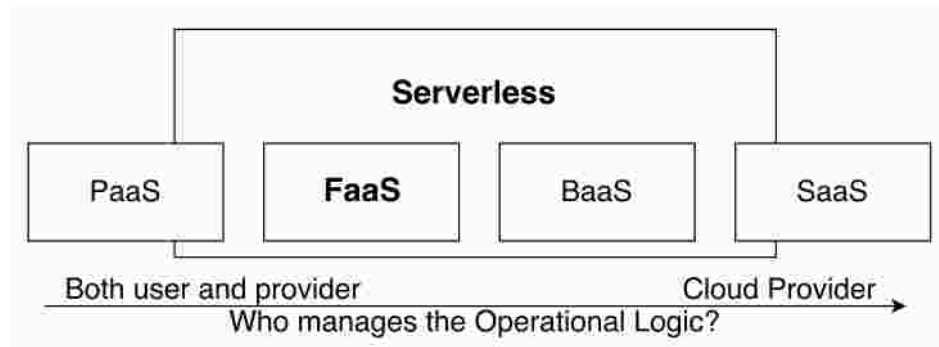 Serverless
PaaS
FaaS
BaaS
SaaS
Both user and provider
Cloud Provider
Who manages the Operational Logic?